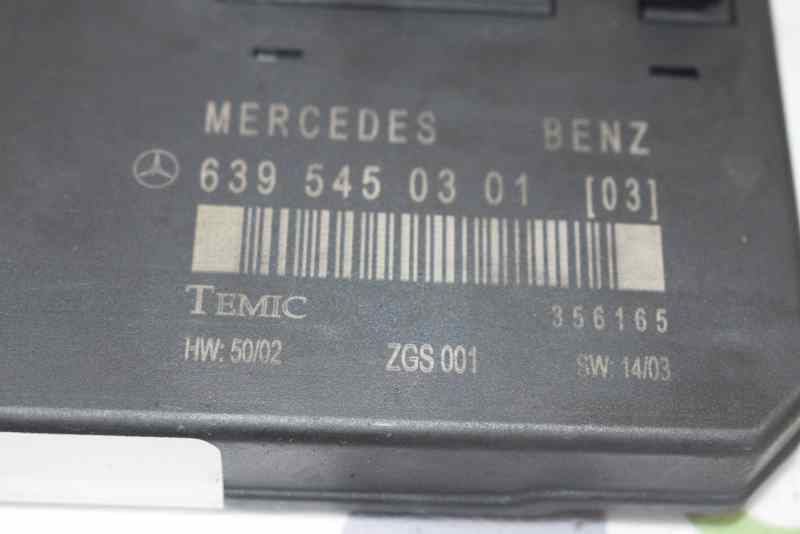 MERCEDES BENZ
639 545 03 01 [03]
TEMIC 356165
HW: 50/02 ZGS 001 SW: 14/03